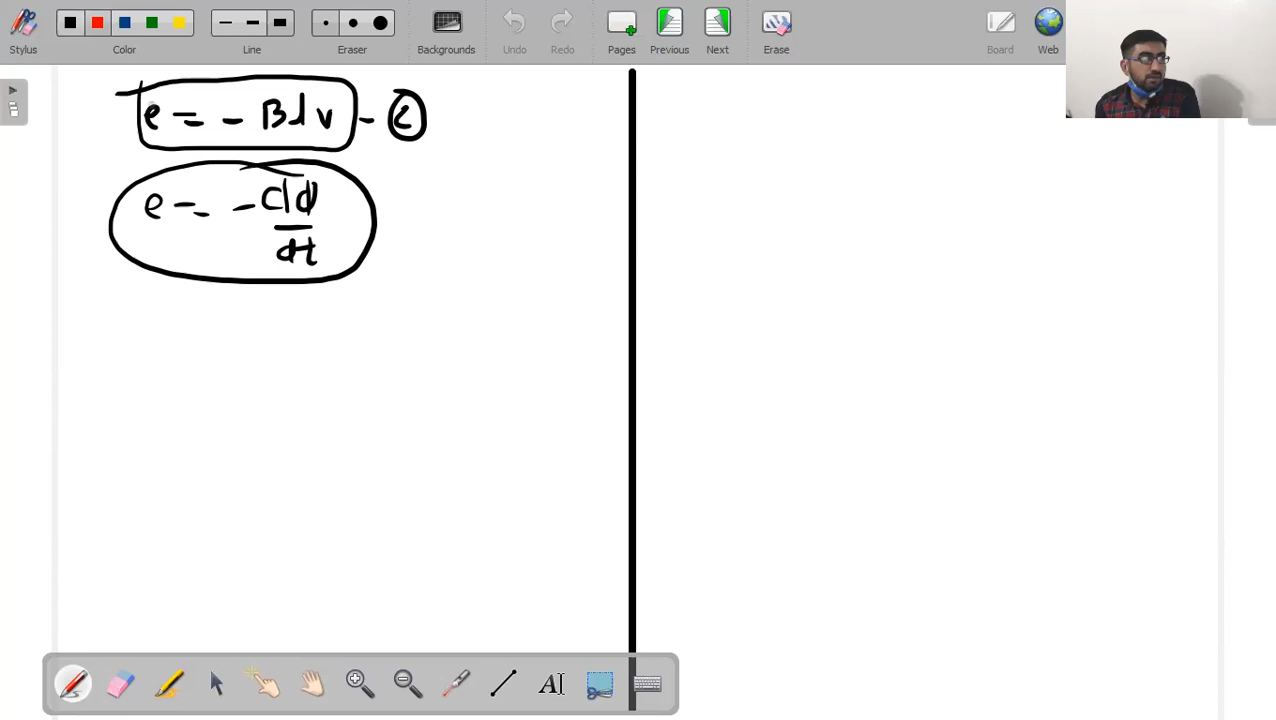 Stylus
Color
Line
Eraser
Backgrounds
Undo
Redo
Pages
Previous
Next
Erase
Board
Web
e = - Blv - ②
e = - dϕ
dt